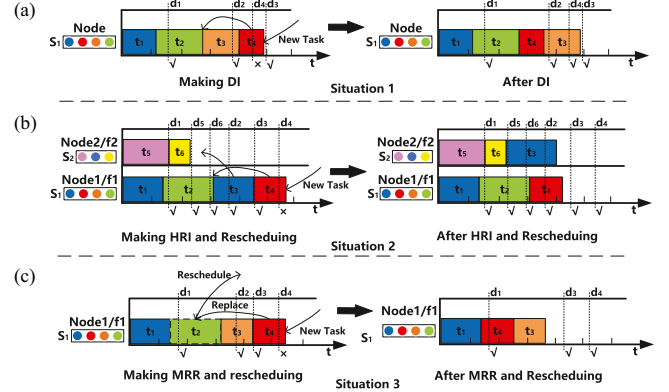 (a)
d₁ d₂ d₄ d₃
Node
S₁
t₁ t₂ t₃ t₄
New Task
√ √ × √
t
Making DI
d₁ d₂ d₄ d₃
Node
S₁
t₁ t₂ t₄ t₃
√ √ √ √
t
After DI
Situation 1
(b)
Node2/f2
S₂
t₅ t₆
d₁ d₅ d₆ d₂ d₃ d₄
Node1/f1
S₁
t₁ t₂ t₃ t₄
New Task
√ √ √ √ √ ×
t
Making HRI and Rescheduing
Node2/f2
S₂
t₅ t₆ t₃
d₁ d₅ d₆ d₂ d₃ d₄
Node1/f1
S₁
t₁ t₂ t₄
√ √ √ √ √ √
t
After HRI and Rescheduing
Situation 2
(c)
Reschedule
d₁ d₂ d₃ d₄
Replace
Node1/f1
S₁
t₁ t₂ t₃ t₄
New Task
√ √ √ ×
t
Making MRR and rescheduing
d₁ d₃ d₄
Node1/f1
S₁
t₁ t₄ t₃
√ √ √
t
After MRR and Rescheduing
Situation 3